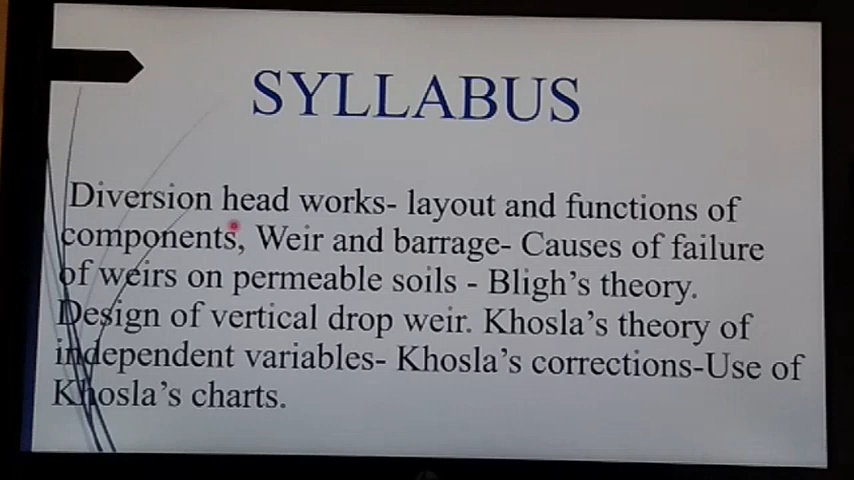 SYLLABUS
Diversion head works- layout and functions of
components, Weir and barrage- Causes of failure
of weirs on permeable soils - Bligh's theory.
Design of vertical drop weir. Khosla's theory of
independent variables- Khosla's corrections-Use of
Khosla's charts.